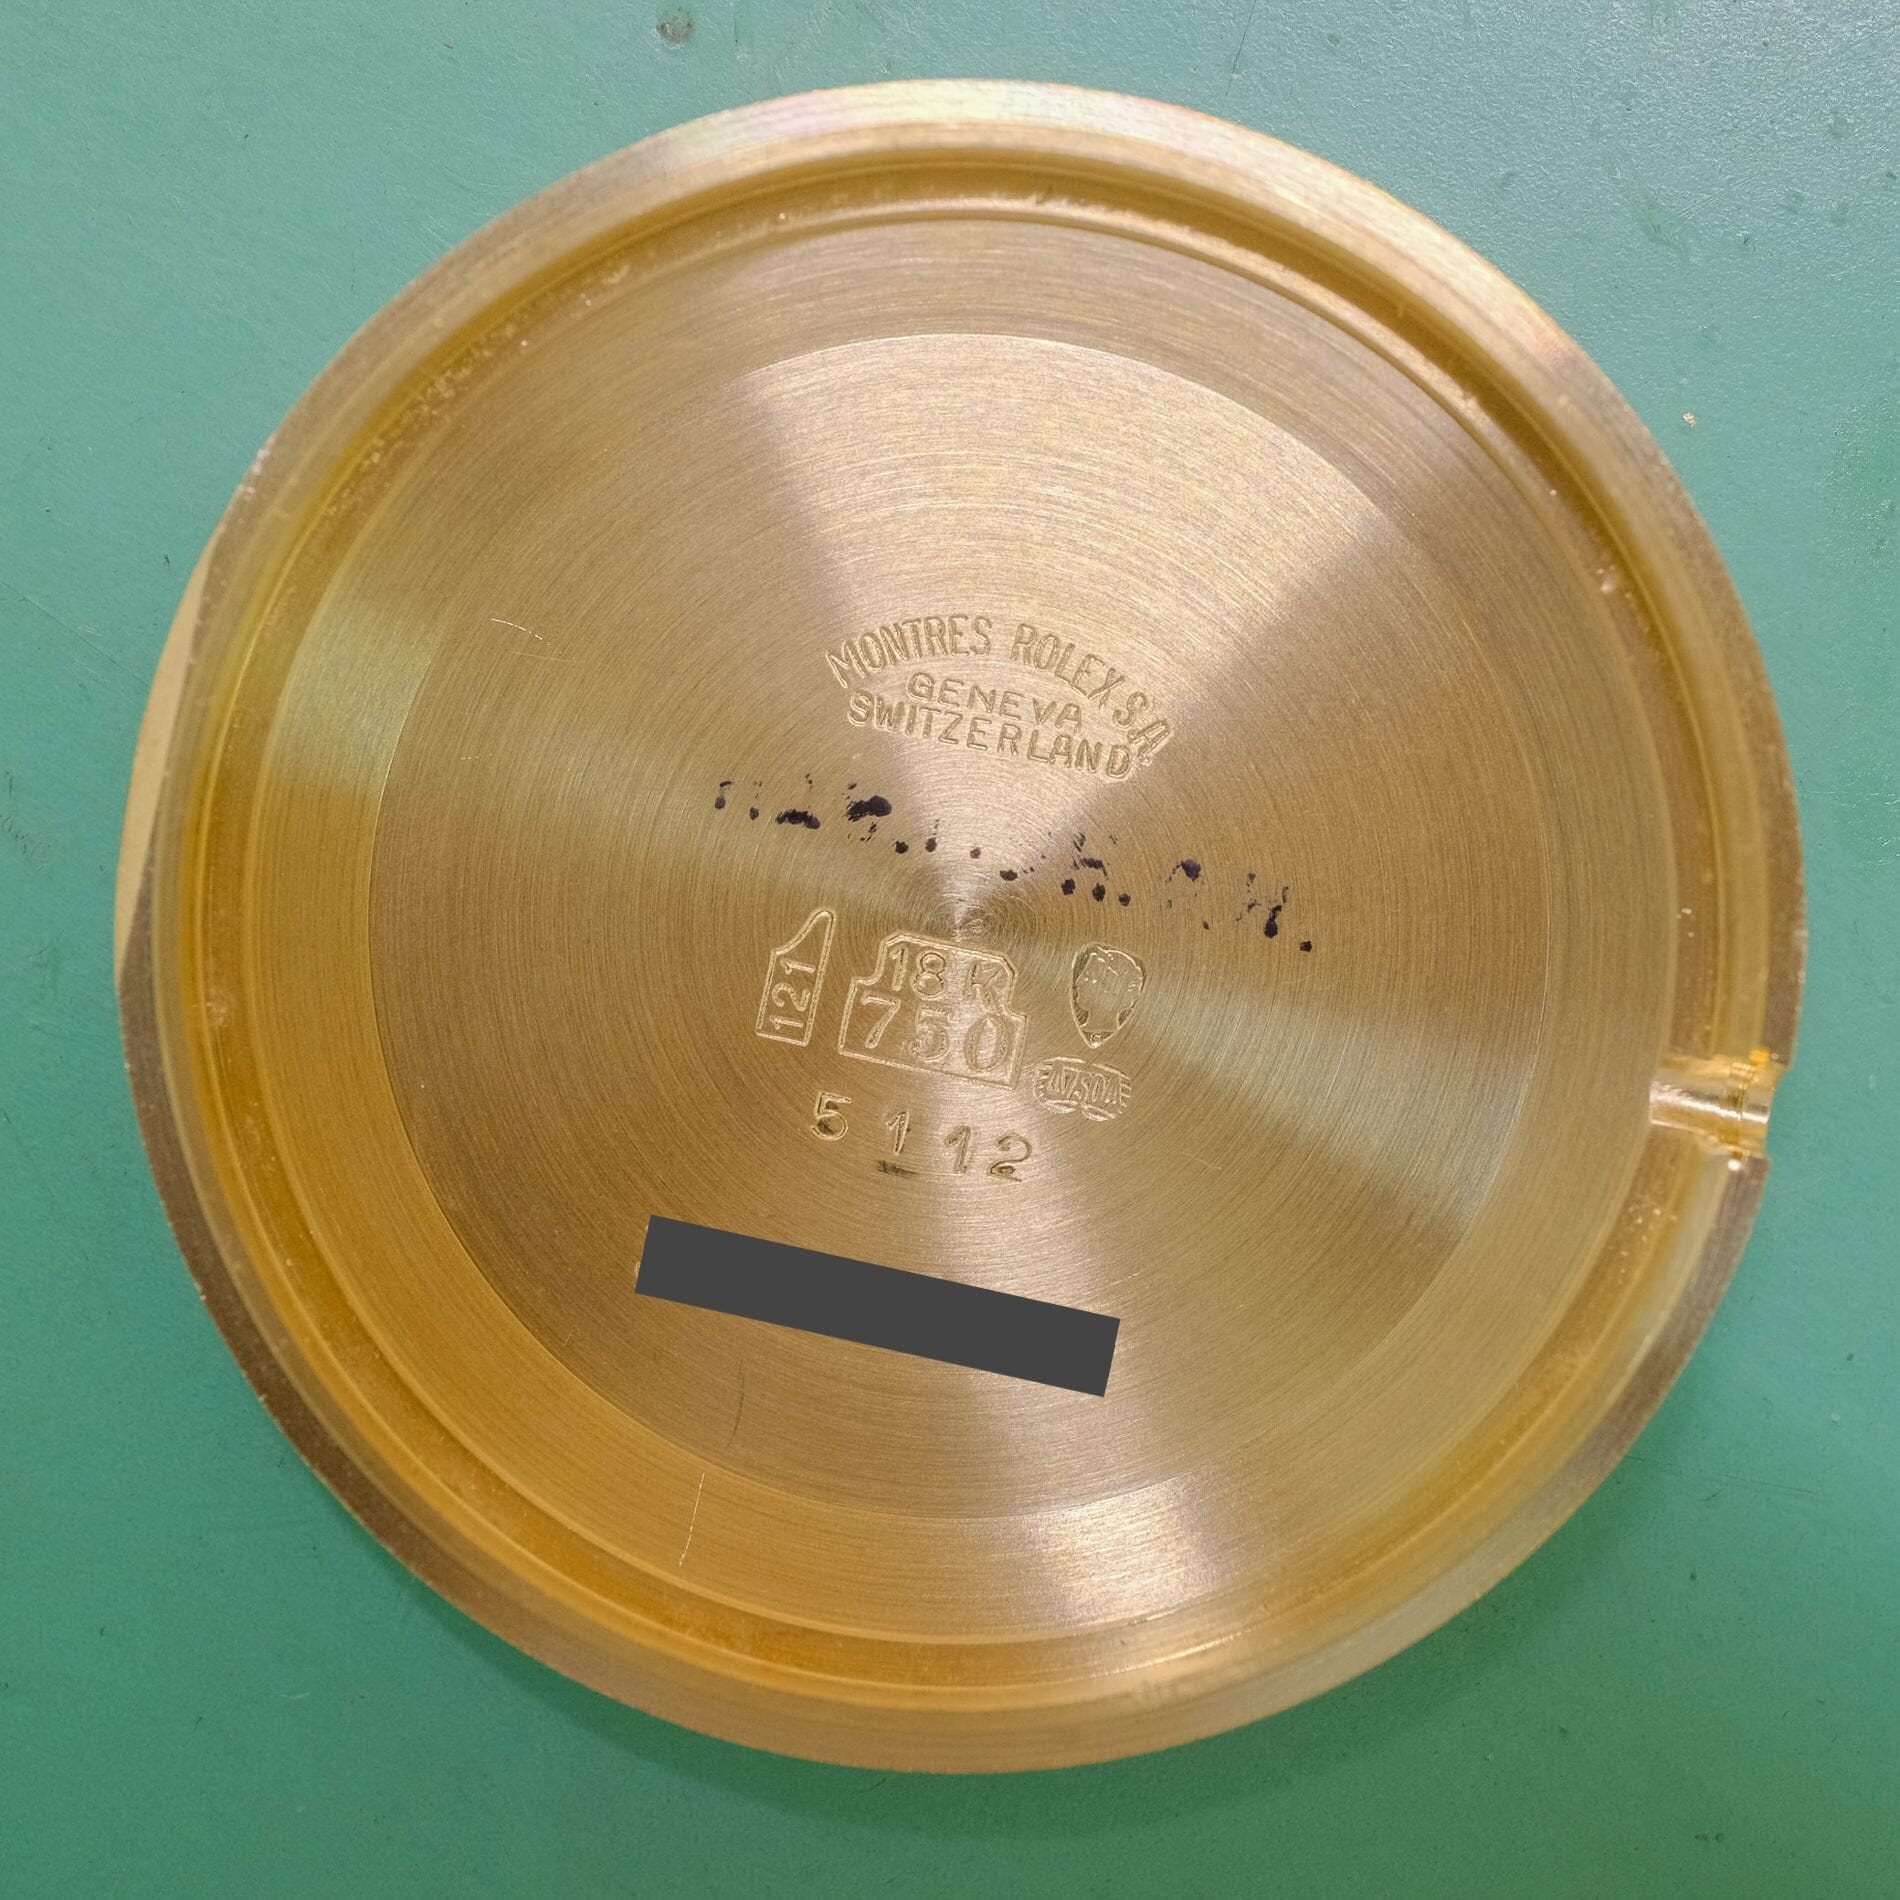 MONTRES ROLEX S.A
GENEVA
SWITZERLAND
121
18K
750
5112